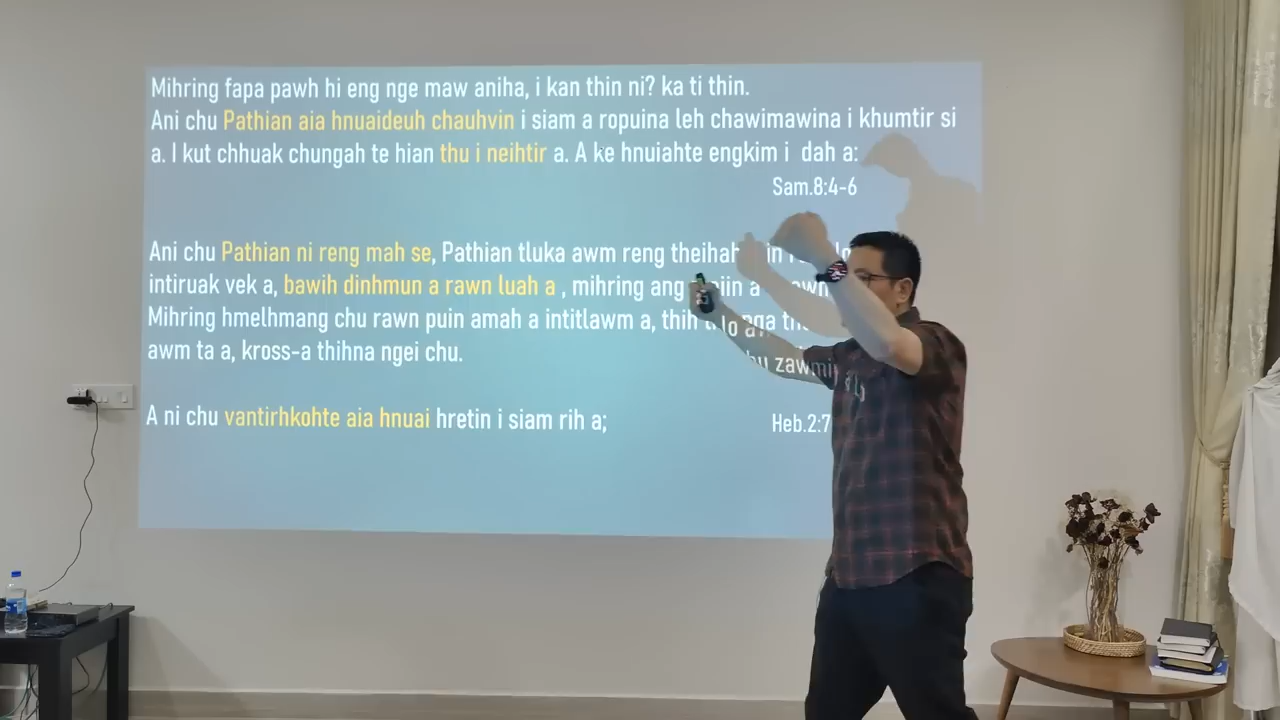 Mihring fapa pawh hi eng nge maw aniha, i kan thin ni? ka ti thin.
Ani chu Pathian aia hnuaideuh chauhvin i siam a ropuina leh chawimawina i khumtir si
a. I kut chhuak chungah te hian thu i neihtir a. A ke hnuiahte engkim i dah a:
Sam.8:4-6
Ani chu Pathian ni reng mah se, Pathian tluka awm reng theihah
intiruak vek a, bawih dinhmun a rawn luah a , mihring ang
Mihring hmelhmang chu rawn puin amah a intitlawm a, thih
awm ta a, kross-a thihna ngei chu.
A ni chu vantirhkohte aia hnuai hretin i siam rih a;
Heb.2:7